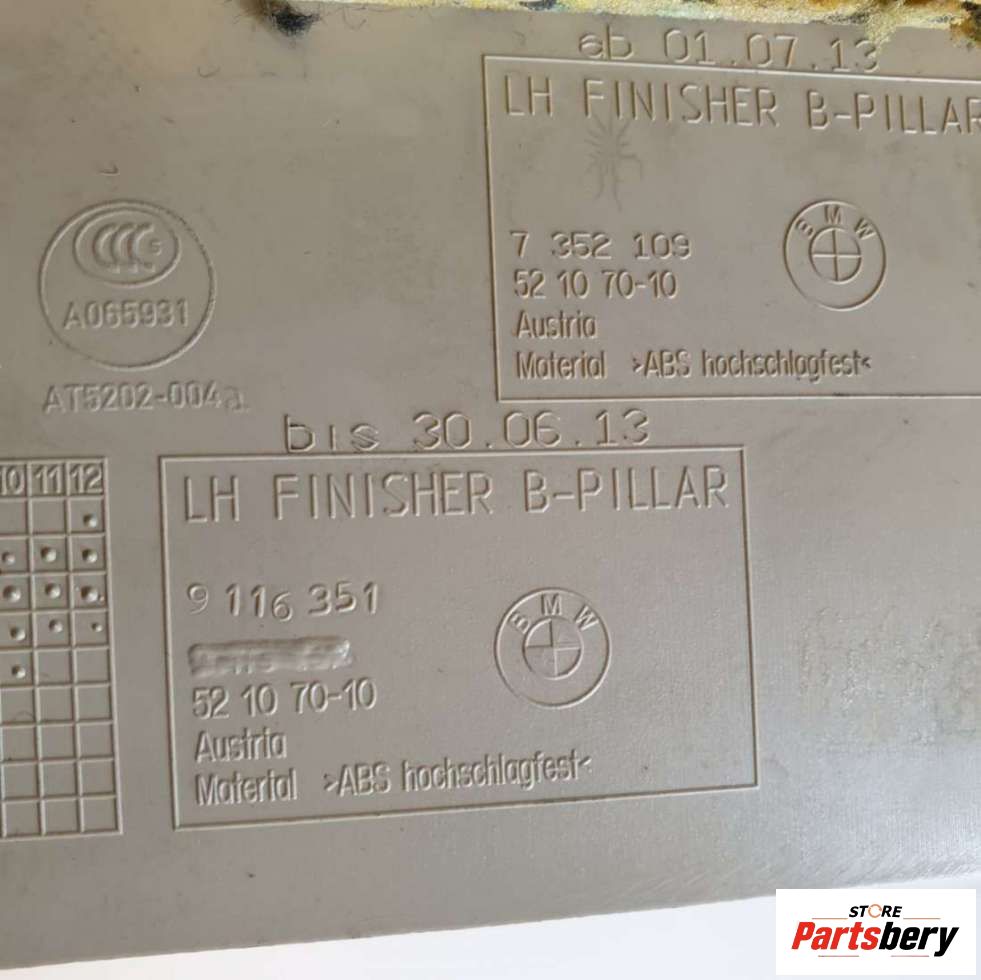 ab 01.07.13
LH FINISHER B-PILLAR
7 352 109
52 10 70-10
Austria
Material >ABS hochschlagfest<
BMW
CCC S
A065931
AT5202-004a
bis 30.06.13
LH FINISHER B-PILLAR
9 116 351
52 10 70-10
Austria
Material >ABS hochschlagfest<
BMW
10 11 12
STORE
Partsbery